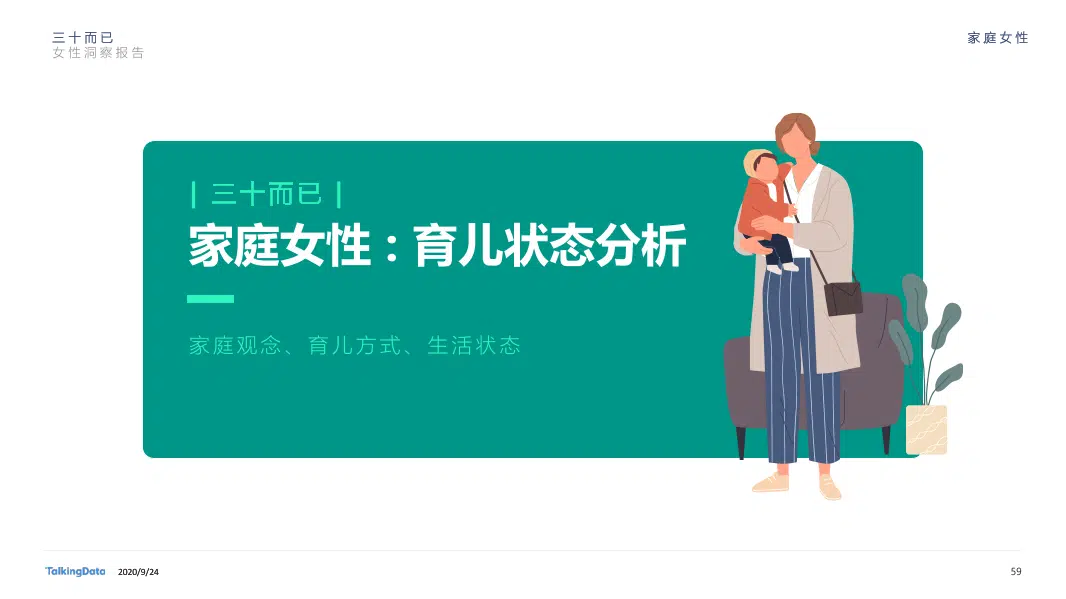 三十而已
女性洞察报告
家庭女性
| 三十而已 |
家庭女性：育儿状态分析
家庭观念、育儿方式、生活状态
TalkingData 2020/9/24
59